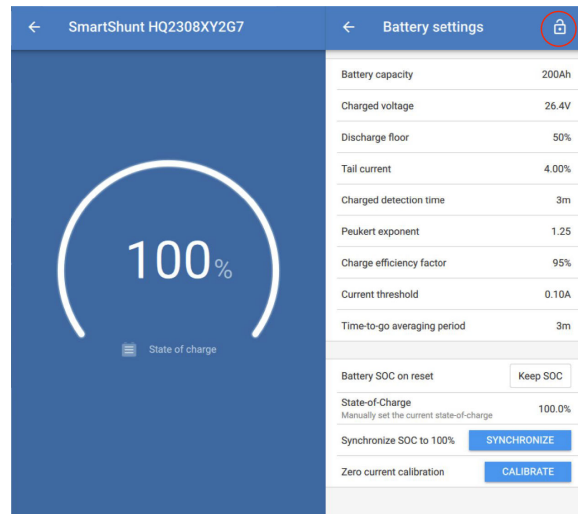 SmartShunt HQ2308XY2G7
100%
State of charge
Battery settings
Battery capacity 200Ah
Charged voltage 26.4V
Discharge floor 50%
Tail current 4.00%
Charged detection time 3m
Peukert exponent 1.25
Charge efficiency factor 95%
Current threshold 0.10A
Time-to-go averaging period 3m
Battery SOC on reset Keep SOC
State-of-Charge 100.0%
Manually set the current state-of-charge
Synchronize SOC to 100% SYNCHRONIZE
Zero current calibration CALIBRATE